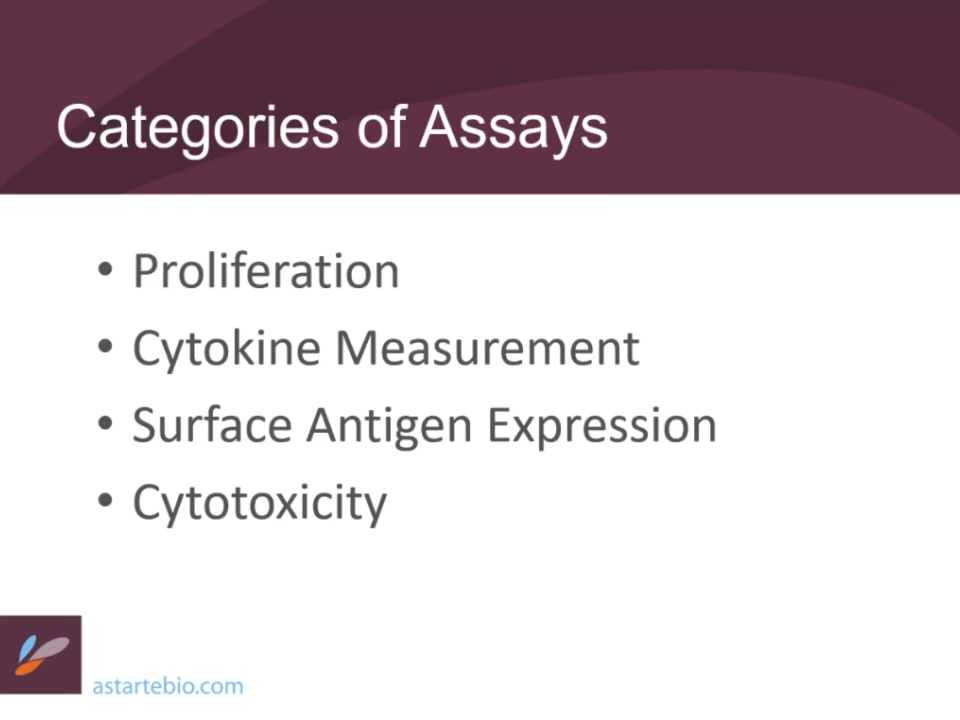 Categories of Assays
• Proliferation
• Cytokine Measurement
• Surface Antigen Expression
• Cytotoxicity
astartebio.com